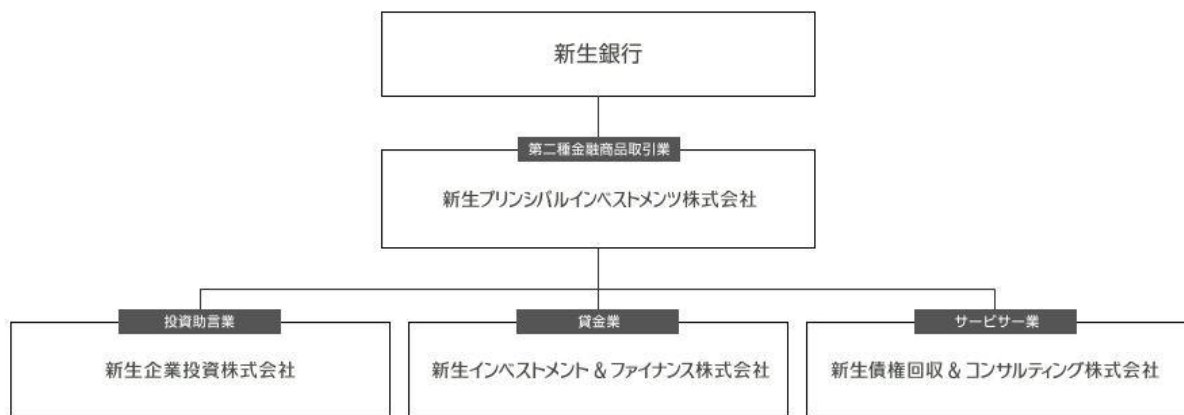 新生銀行
第二種金融商品取引業
新生プリンシパルインベストメンツ株式会社
投資助言業
貸金業
サービサー業
新生企業投資株式会社
新生インベストメント & ファイナンス株式会社
新生債権回収 & コンサルティング株式会社